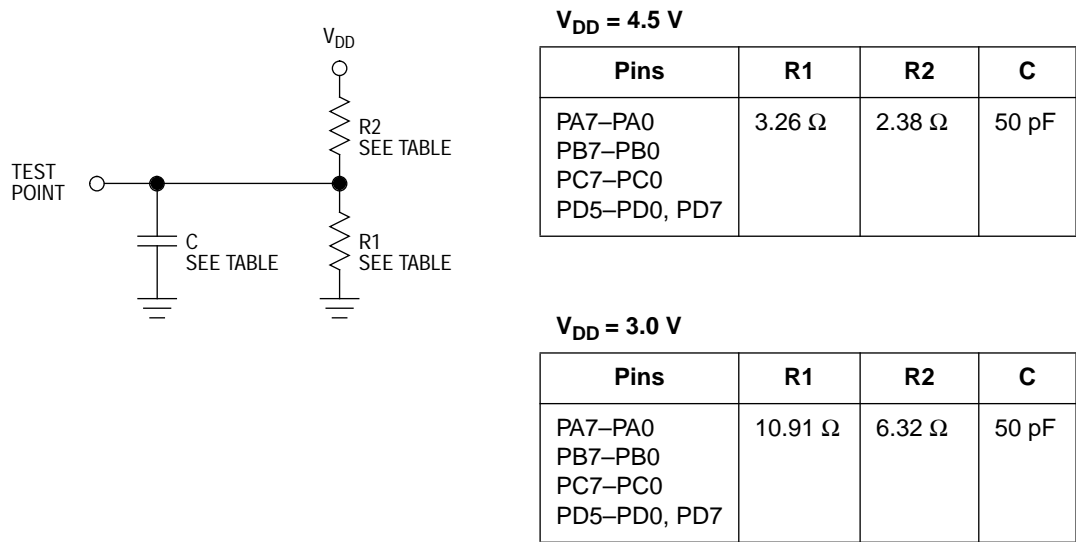 V_DD
R2
SEE TABLE
TEST
POINT
C
SEE TABLE
R1
SEE TABLE
V_DD = 4.5 V
Pins R1 R2 C
PA7–PA0 3.26 Ω 2.38 Ω 50 pF
PB7–PB0
PC7–PC0
PD5–PD0, PD7
V_DD = 3.0 V
Pins R1 R2 C
PA7–PA0 10.91 Ω 6.32 Ω 50 pF
PB7–PB0
PC7–PC0
PD5–PD0, PD7